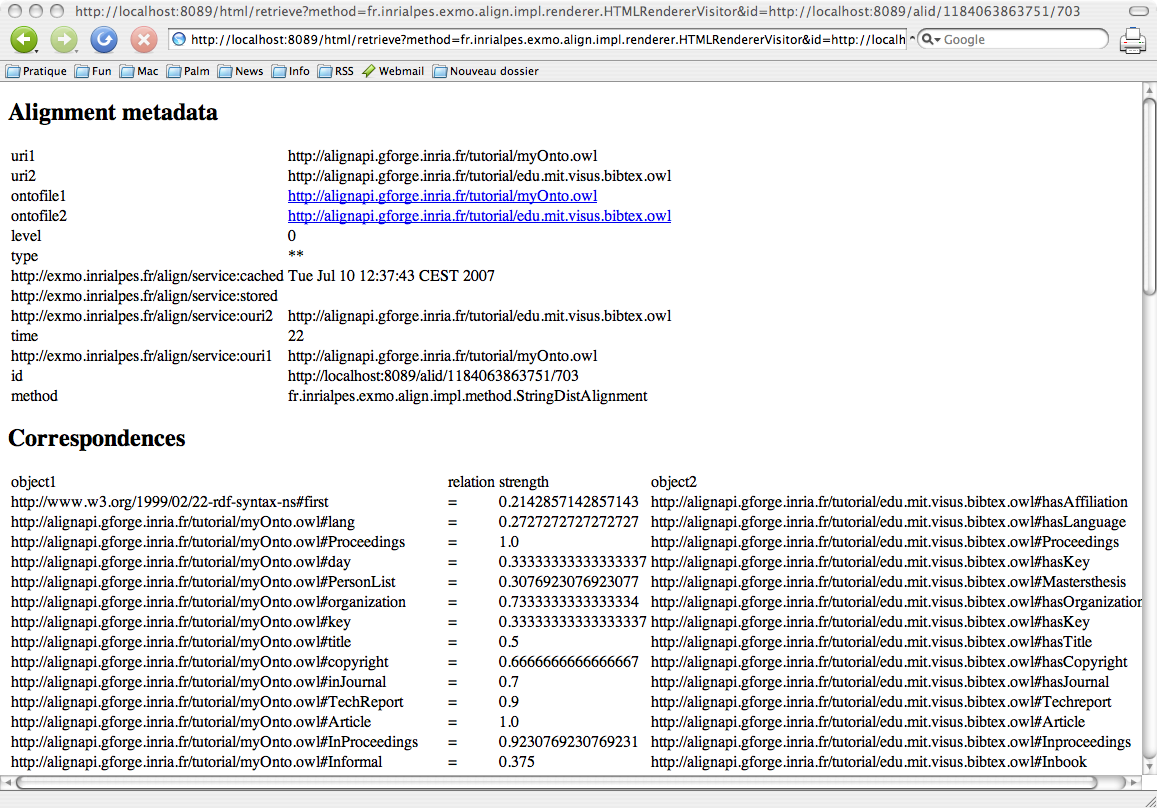 http://localhost:8089/html/retrieve?method=fr.inrialpes.exmo.align.impl.renderer.HTMLRendererVisitor&id=http://localhost:8089/alid/1184063863751/703
http://localhost:8089/html/retrieve?method=fr.inrialpes.exmo.align.impl.renderer.HTMLRendererVisitor&id=http://localh Google
Pratique Fun Mac Palm News Info RSS Webmail Nouveau dossier
Alignment metadata
uri1 http://alignapi.gforge.inria.fr/tutorial/myOnto.owl
uri2 http://alignapi.gforge.inria.fr/tutorial/edu.mit.visus.bibtex.owl
ontofile1 http://alignapi.gforge.inria.fr/tutorial/myOnto.owl
ontofile2 http://alignapi.gforge.inria.fr/tutorial/edu.mit.visus.bibtex.owl
level 0
type **
http://exmo.inrialpes.fr/align/service:cached Tue Jul 10 12:37:43 CEST 2007
http://exmo.inrialpes.fr/align/service:stored
http://exmo.inrialpes.fr/align/service:ouri2 http://alignapi.gforge.inria.fr/tutorial/edu.mit.visus.bibtex.owl
time 22
http://exmo.inrialpes.fr/align/service:ouri1 http://alignapi.gforge.inria.fr/tutorial/myOnto.owl
id http://localhost:8089/alid/1184063863751/703
method fr.inrialpes.exmo.align.impl.method.StringDistAlignment
Correspondences
object1 relation strength object2
http://www.w3.org/1999/02/22-rdf-syntax-ns#first = 0.2142857142857143 http://alignapi.gforge.inria.fr/tutorial/edu.mit.visus.bibtex.owl#hasAffiliation
http://alignapi.gforge.inria.fr/tutorial/myOnto.owl#lang = 0.2727272727272727 http://alignapi.gforge.inria.fr/tutorial/edu.mit.visus.bibtex.owl#hasLanguage
http://alignapi.gforge.inria.fr/tutorial/myOnto.owl#Proceedings = 1.0 http://alignapi.gforge.inria.fr/tutorial/edu.mit.visus.bibtex.owl#Proceedings
http://alignapi.gforge.inria.fr/tutorial/myOnto.owl#day = 0.33333333333333337 http://alignapi.gforge.inria.fr/tutorial/edu.mit.visus.bibtex.owl#hasKey
http://alignapi.gforge.inria.fr/tutorial/myOnto.owl#PersonList = 0.3076923076923077 http://alignapi.gforge.inria.fr/tutorial/edu.mit.visus.bibtex.owl#Mastersthesis
http://alignapi.gforge.inria.fr/tutorial/myOnto.owl#organization = 0.7333333333333334 http://alignapi.gforge.inria.fr/tutorial/edu.mit.visus.bibtex.owl#hasOrganization
http://alignapi.gforge.inria.fr/tutorial/myOnto.owl#key = 0.33333333333333337 http://alignapi.gforge.inria.fr/tutorial/edu.mit.visus.bibtex.owl#hasKey
http://alignapi.gforge.inria.fr/tutorial/myOnto.owl#title = 0.5 http://alignapi.gforge.inria.fr/tutorial/edu.mit.visus.bibtex.owl#hasTitle
http://alignapi.gforge.inria.fr/tutorial/myOnto.owl#copyright = 0.6666666666666667 http://alignapi.gforge.inria.fr/tutorial/edu.mit.visus.bibtex.owl#hasCopyright
http://alignapi.gforge.inria.fr/tutorial/myOnto.owl#inJournal = 0.7 http://alignapi.gforge.inria.fr/tutorial/edu.mit.visus.bibtex.owl#hasJournal
http://alignapi.gforge.inria.fr/tutorial/myOnto.owl#TechReport = 0.9 http://alignapi.gforge.inria.fr/tutorial/edu.mit.visus.bibtex.owl#Techreport
http://alignapi.gforge.inria.fr/tutorial/myOnto.owl#Article = 1.0 http://alignapi.gforge.inria.fr/tutorial/edu.mit.visus.bibtex.owl#Article
http://alignapi.gforge.inria.fr/tutorial/myOnto.owl#InProceedings = 0.9230769230769231 http://alignapi.gforge.inria.fr/tutorial/edu.mit.visus.bibtex.owl#Inproceedings
http://alignapi.gforge.inria.fr/tutorial/myOnto.owl#Informal = 0.375 http://alignapi.gforge.inria.fr/tutorial/edu.mit.visus.bibtex.owl#Inbook